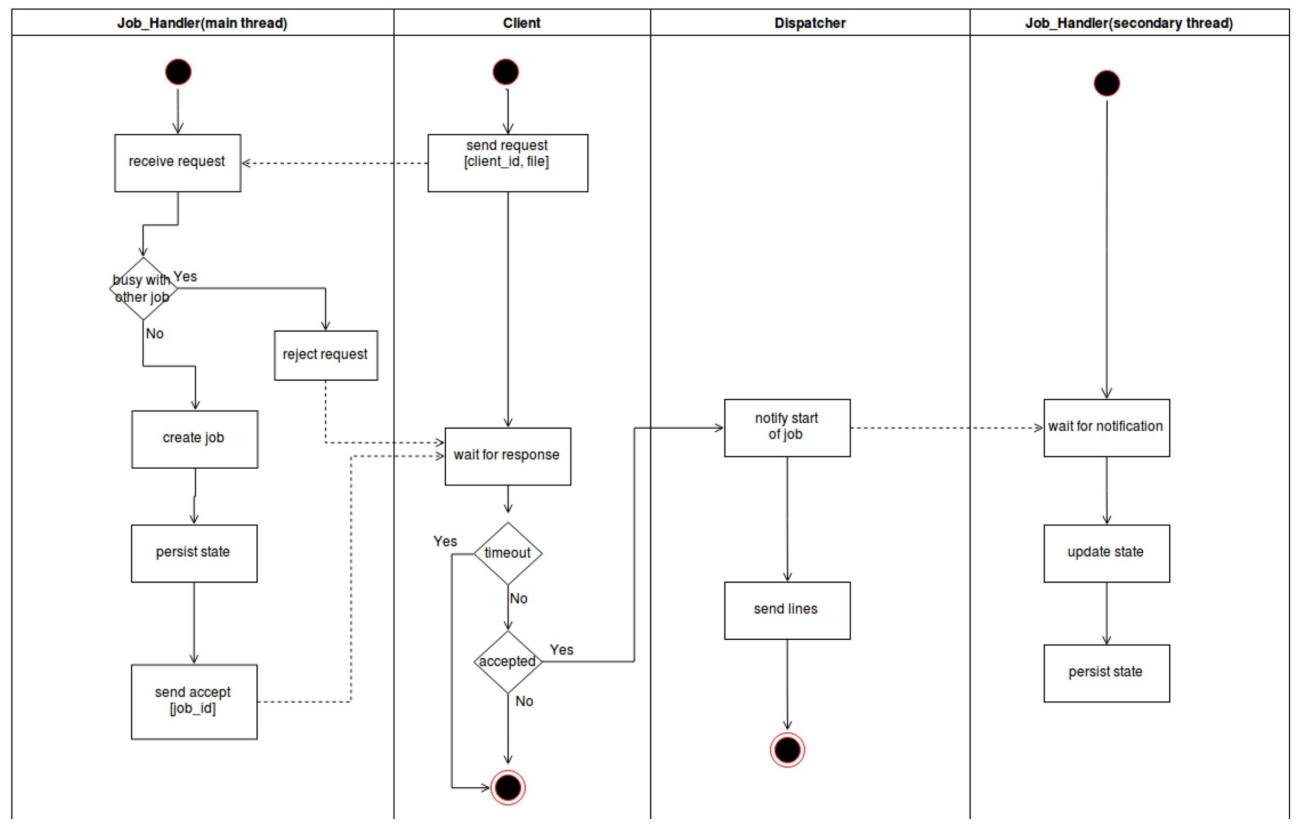 Job_Handler(main thread)
Client
Dispatcher
Job_Handler(secondary thread)
receive request
send request
[client_id, file]
busy with
other job
Yes
No
reject request
create job
wait for response
notify start
of job
wait for notification
persist state
Yes
timeout
No
update state
send lines
accepted
Yes
No
send accept
[job_id]
persist state